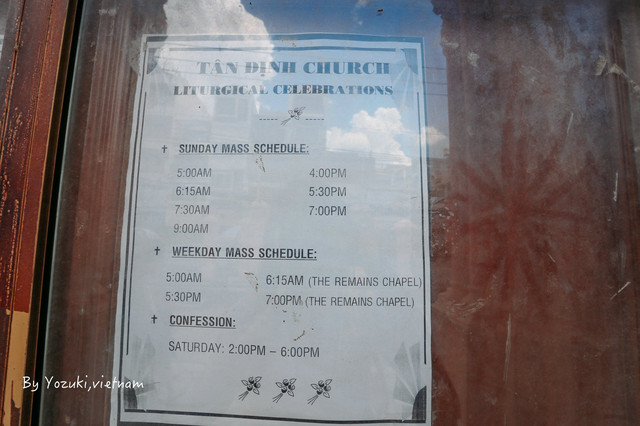 TÂN ĐỊNH CHURCH
LITURGICAL CELEBRATIONS
SUNDAY MASS SCHEDULE:
5:00AM 4:00PM
6:15AM 5:30PM
7:30AM 7:00PM
9:00AM
WEEKDAY MASS SCHEDULE:
5:00AM 6:15AM (THE REMAINS CHAPEL)
5:30PM 7:00PM (THE REMAINS CHAPEL)
CONFESSION:
SATURDAY: 2:00PM – 6:00PM
By Yozuki,vietnam